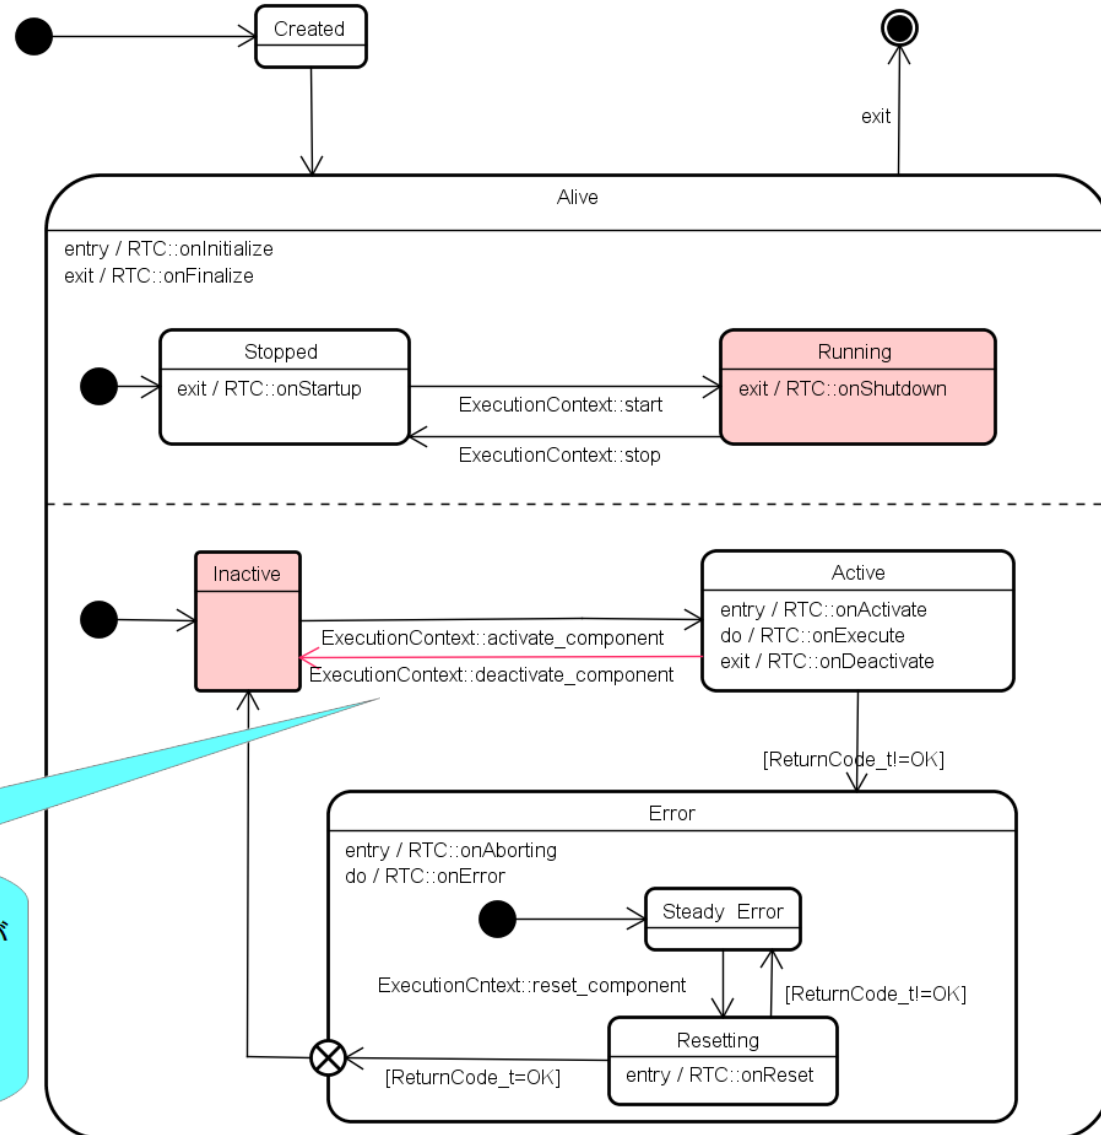 Created
exit
Alive
entry / RTC::onInitialize
exit / RTC::onFinalize
Stopped
exit / RTC::onStartup
Running
exit / RTC::onShutdown
ExecutionContext::start
ExecutionContext::stop
Inactive
Active
entry / RTC::onActivate
do / RTC::onExecute
exit / RTC::onDeactivate
ExecutionContext::activate_component
ExecutionContext::deactivate_component
[ReturnCode_t!=OK]
Error
entry / RTC::onAborting
do / RTC::onError
Steady Error
ExecutionCntext::reset_component
[ReturnCode_t!=OK]
Resetting
entry / RTC::onReset
[ReturnCode_t=OK]